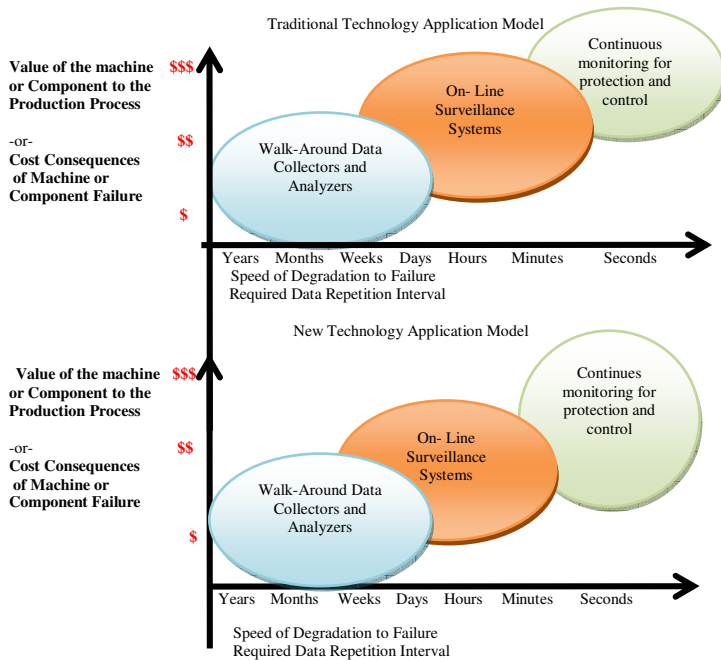 Traditional Technology Application Model
Value of the machine
or Component to the
Production Process
-or-
Cost Consequences
of Machine or
Component Failure
$$$
$$
$
Walk-Around Data
Collectors and
Analyzers
On- Line
Surveillance
Systems
Continuous
monitoring for
protection and
control
Years Months Weeks Days Hours Minutes Seconds
Speed of Degradation to Failure
Required Data Repetition Interval
New Technology Application Model
Value of the machine
or Component to the
Production Process
-or-
Cost Consequences
of Machine or
Component Failure
$$$
$$
$
Walk-Around Data
Collectors and
Analyzers
On- Line
Surveillance
Systems
Continues
monitoring for
protection and
control
Years Months Weeks Days Hours Minutes Seconds
Speed of Degradation to Failure
Required Data Repetition Interval